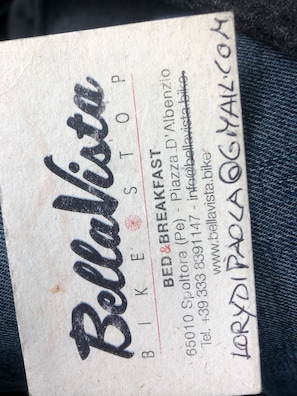 BellaVista
BIKE STOP
BED&BREAKFAST
65010 Spoltore (Pe) - Piazza D'Albenzio
Tel. +39 333 8391147 - info@bellavista.bike
www.bellavista.bike
LORYDIPAOLA@GMAIL.COM